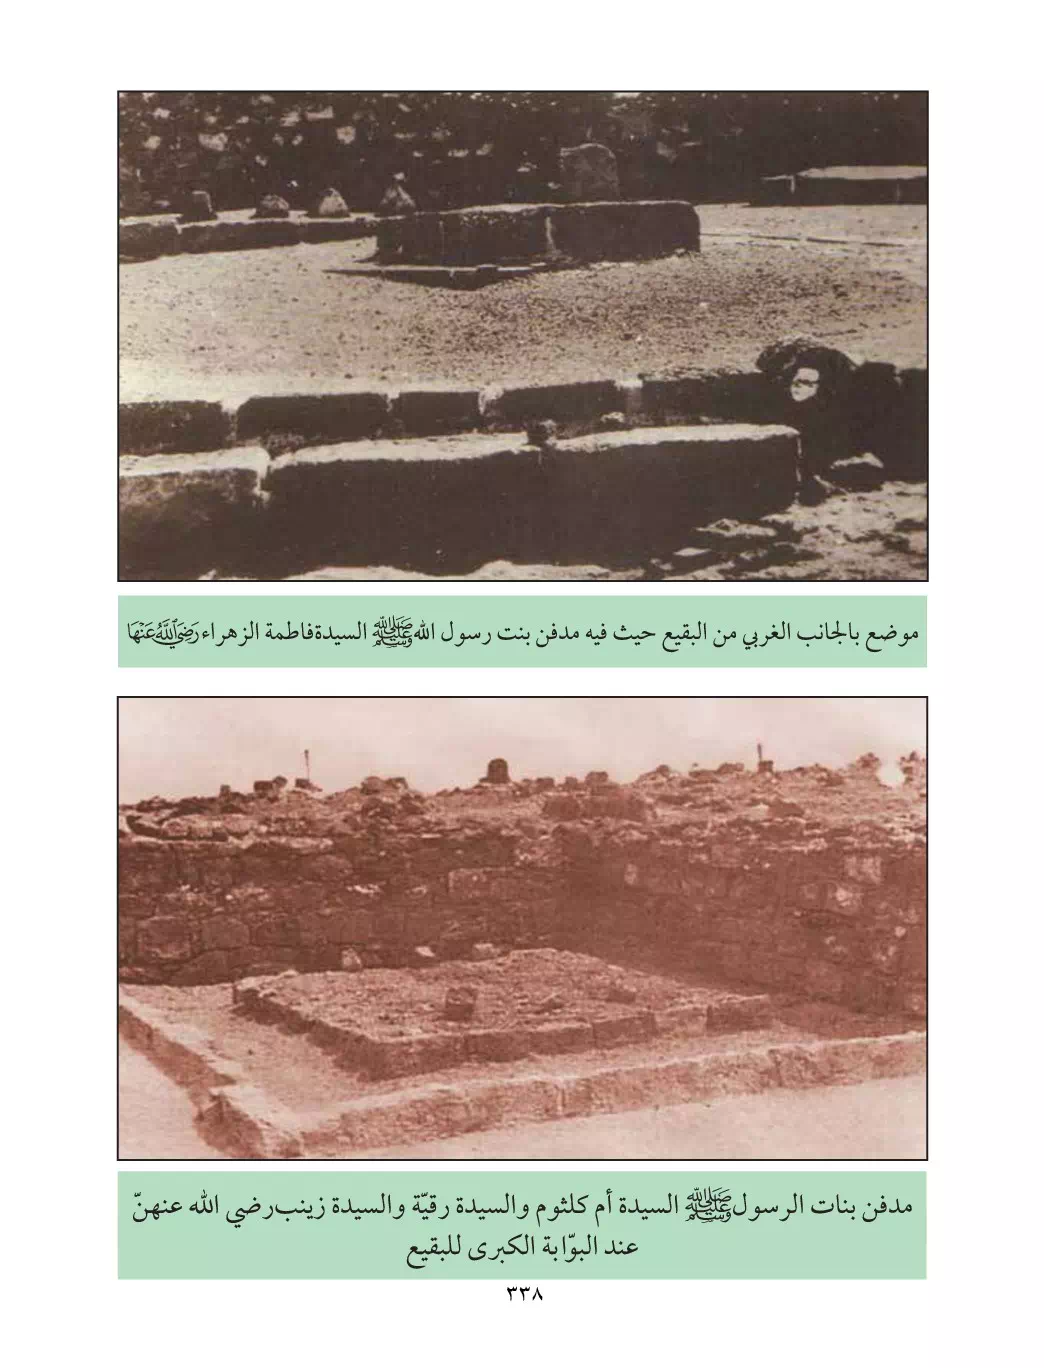 موضع بالجانب الغربي من البقيع حيث فيه مدفن بنت رسول الله ﷺ السيدةفاطمة الزهراء رَضِيَ اللَّهُ عَنْهَا
مدفن بنات الرسول ﷺ السيدة أم كلثوم والسيدة رقيّة والسيدة زينب رضي الله عنهنّ
عند البوّابة الكبرى للبقيع
٣٣٨